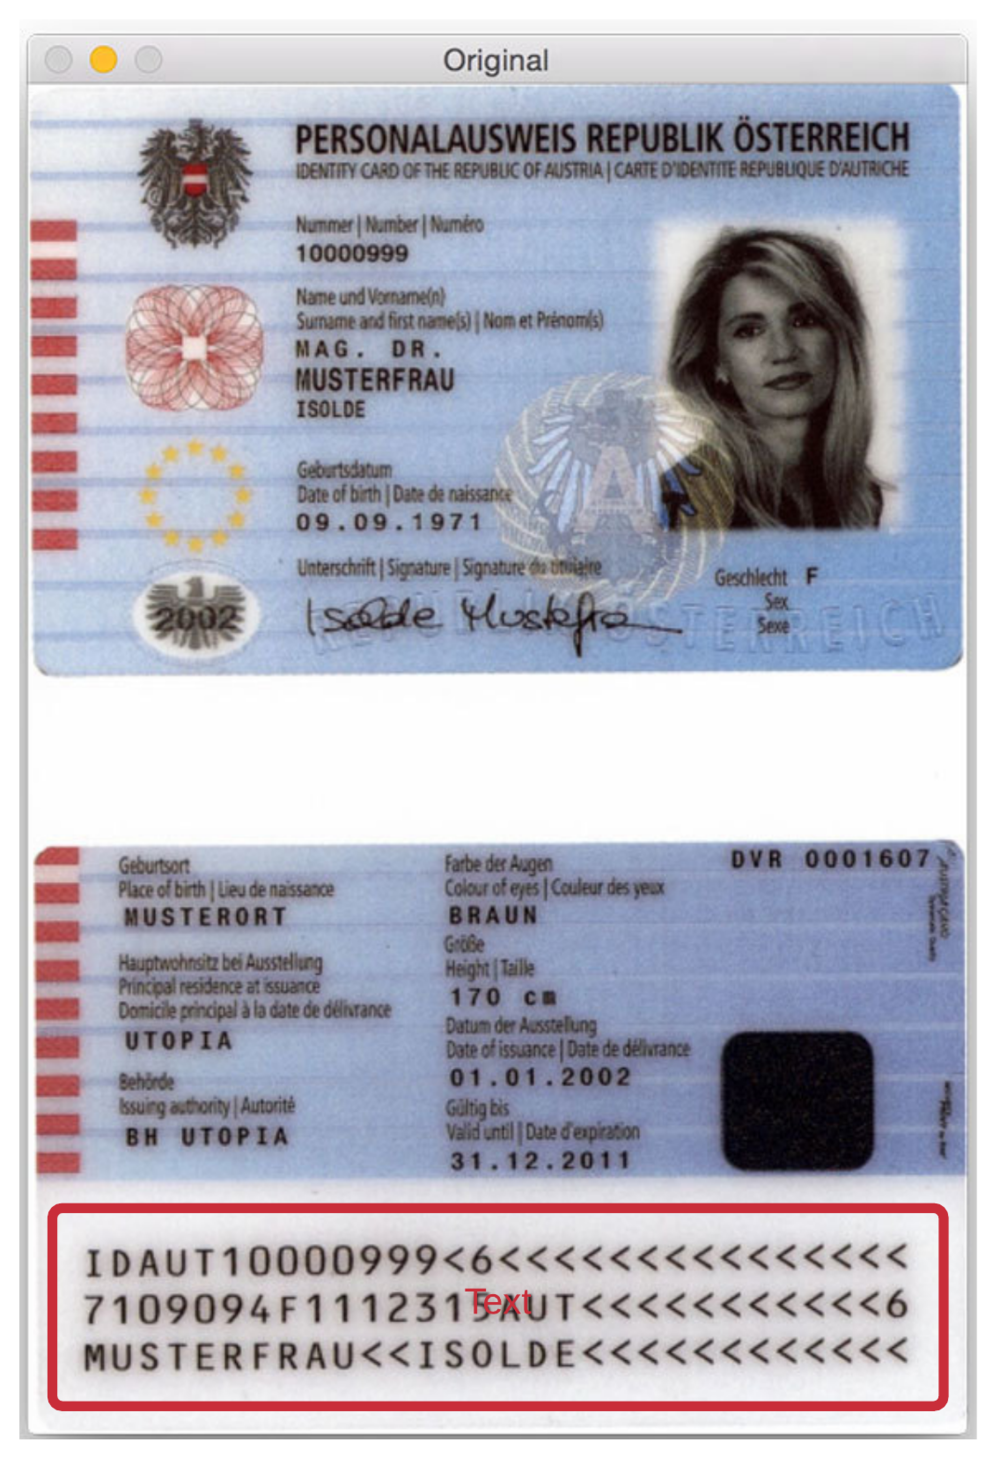 Original
PERSONALAUSWEIS REPUBLIK ÖSTERREICH
IDENTITY CARD OF THE REPUBLIC OF AUSTRIA | CARTE D'IDENTITE REPUBLIQUE D'AUTRICHE
Nummer | Number | Numéro
10000999
Name und Vorname(n)
Surname and first name(s) | Nom et Prénom(s)
MAG. DR.
MUSTERFRAU
ISOLDE
Geburtsdatum
Date of birth | Date de naissance
09.09.1971
Unterschrift | Signature | Signature du titulaire
Isolde Musterfrau
Geschlecht F
Sex
Sexe
2002
REPUBLIK ÖSTERREICH
A
DVR 0001607
Geburtsort
Place of birth | Lieu de naissance
MUSTERORT
Hauptwohnsitz bei Ausstellung
Principal residence at issuance
Domicile principal à la date de délivrance
UTOPIA
Behörde
Issuing authority | Autorité
BH UTOPIA
Farbe der Augen
Colour of eyes | Couleur des yeux
BRAUN
Größe
Height | Taille
170 cm
Datum der Ausstellung
Date of issuance | Date de délivrance
01.01.2002
Gültig bis
Valid until | Date d'expiration
31.12.2011
IDAUT10000999<6<<<<<<<<<<<<<<<
7109094F1112315AUT<<<<<<<<<<<6
MUSTERFRAU<<ISOLDE<<<<<<<<<<<<
Text